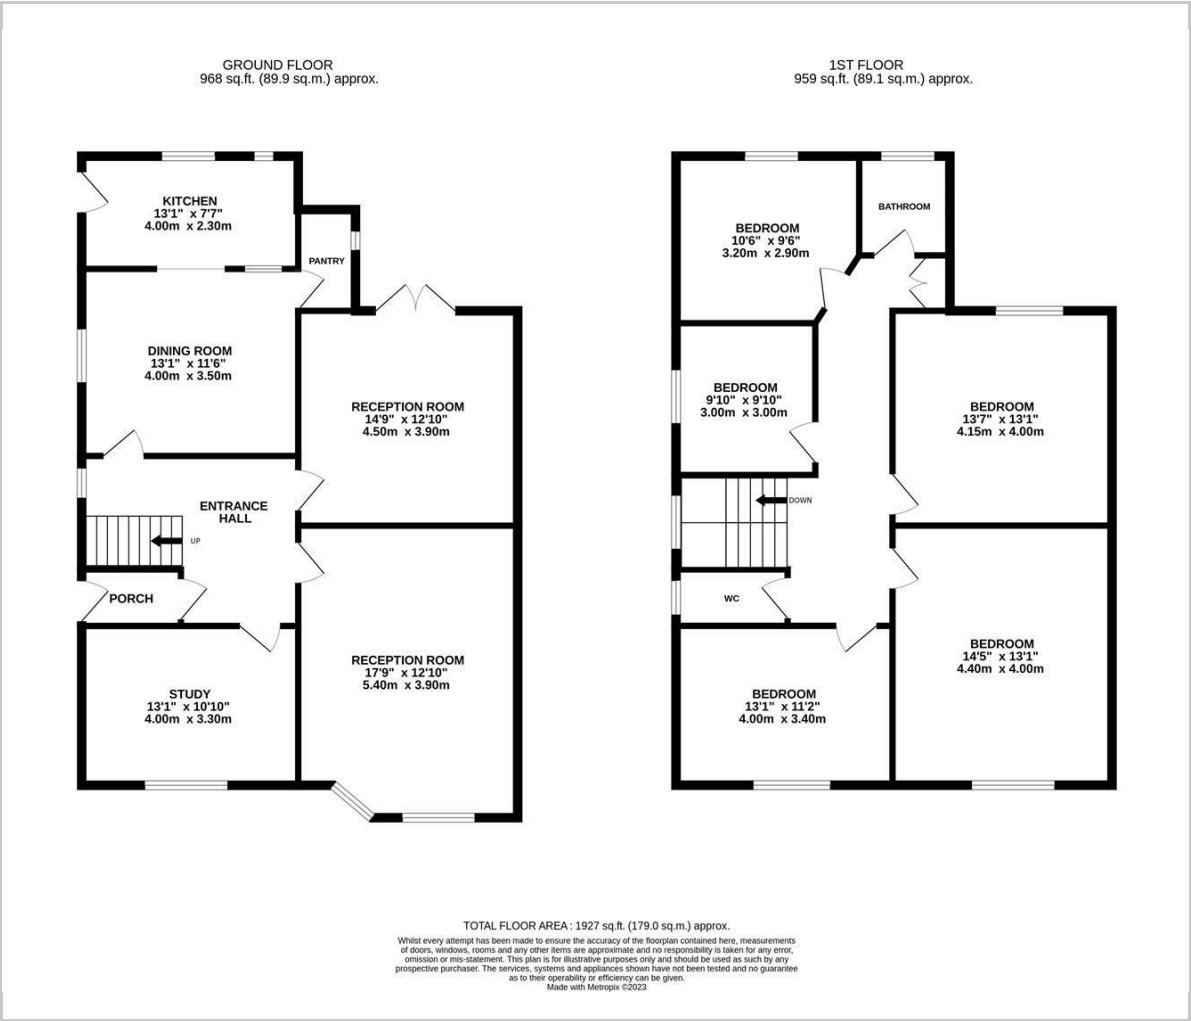 GROUND FLOOR
968 sq.ft. (89.9 sq.m.) approx.
KITCHEN
13'1" x 7'7"
4.00m x 2.30m
PANTRY
DINING ROOM
13'1" x 11'6"
4.00m x 3.50m
RECEPTION ROOM
14'9" x 12'10"
4.50m x 3.90m
ENTRANCE
HALL
UP
PORCH
RECEPTION ROOM
17'9" x 12'10"
5.40m x 3.90m
STUDY
13'1" x 10'10"
4.00m x 3.30m
1ST FLOOR
959 sq.ft. (89.1 sq.m.) approx.
BATHROOM
BEDROOM
10'6" x 9'6"
3.20m x 2.90m
BEDROOM
9'10" x 9'10"
3.00m x 3.00m
BEDROOM
13'7" x 13'1"
4.15m x 4.00m
DOWN
WC
BEDROOM
14'5" x 13'1"
4.40m x 4.00m
BEDROOM
13'1" x 11'2"
4.00m x 3.40m
TOTAL FLOOR AREA : 1927 sq.ft. (179.0 sq.m.) approx.
Whilst every attempt has been made to ensure the accuracy of the floorplan contained here, measurements
of doors, windows, rooms and any other items are approximate and no responsibility is taken for any error,
omission or mis-statement. This plan is for illustrative purposes only and should be used as such by any
prospective purchaser. The services, systems and appliances shown have not been tested and no guarantee
as to their operability or efficiency can be given.
Made with Metropix ©2023